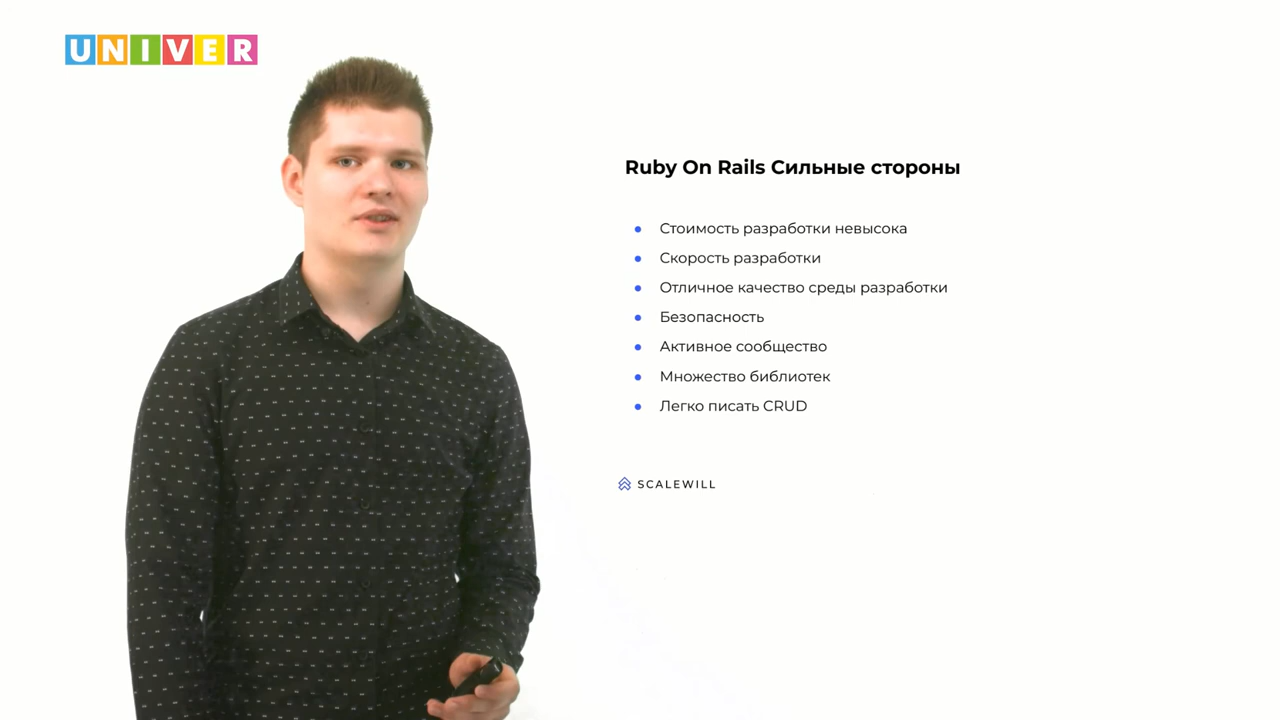 UNIVER
Ruby On Rails Сильные стороны
Стоимость разработки невысока
Скорость разработки
Отличное качество среды разработки
Безопасность
Активное сообщество
Множество библиотек
Легко писать CRUD
SCALEWILL